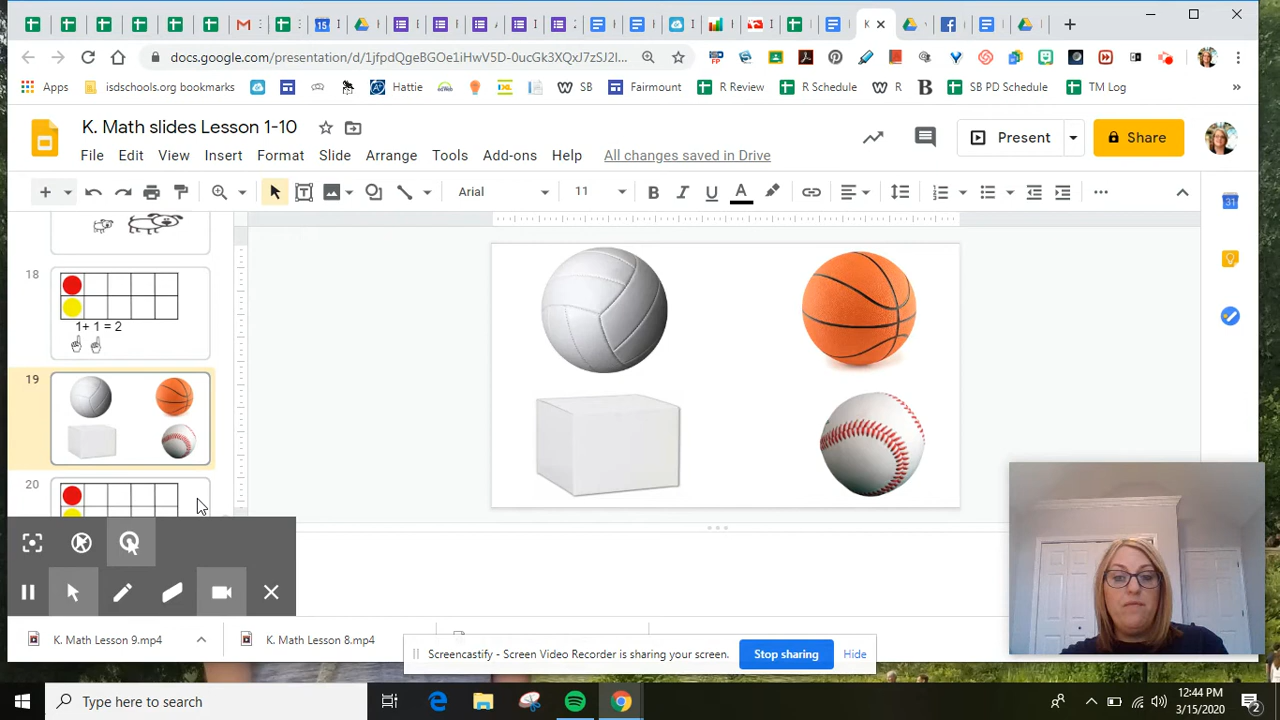 docs.google.com/presentation/d/1jfpdQgeBGOe1iHwV5D-0ucGk3XQxJ7zSJ2l...
Apps
isdschools.org bookmarks
Hattie
SB
Fairmount
R Review
R Schedule
R
SB PD Schedule
TM Log
K. Math slides Lesson 1-10
Present
Share
File Edit View Insert Format Slide Arrange Tools Add-ons Help All changes saved in Drive
Arial
11
18
1+ 1 = 2
19
20
K. Math Lesson 9.mp4
K. Math Lesson 8.mp4
Screencastify - Screen Video Recorder is sharing your screen.
Stop sharing
Hide
Type here to search
12:44 PM
3/15/2020
2